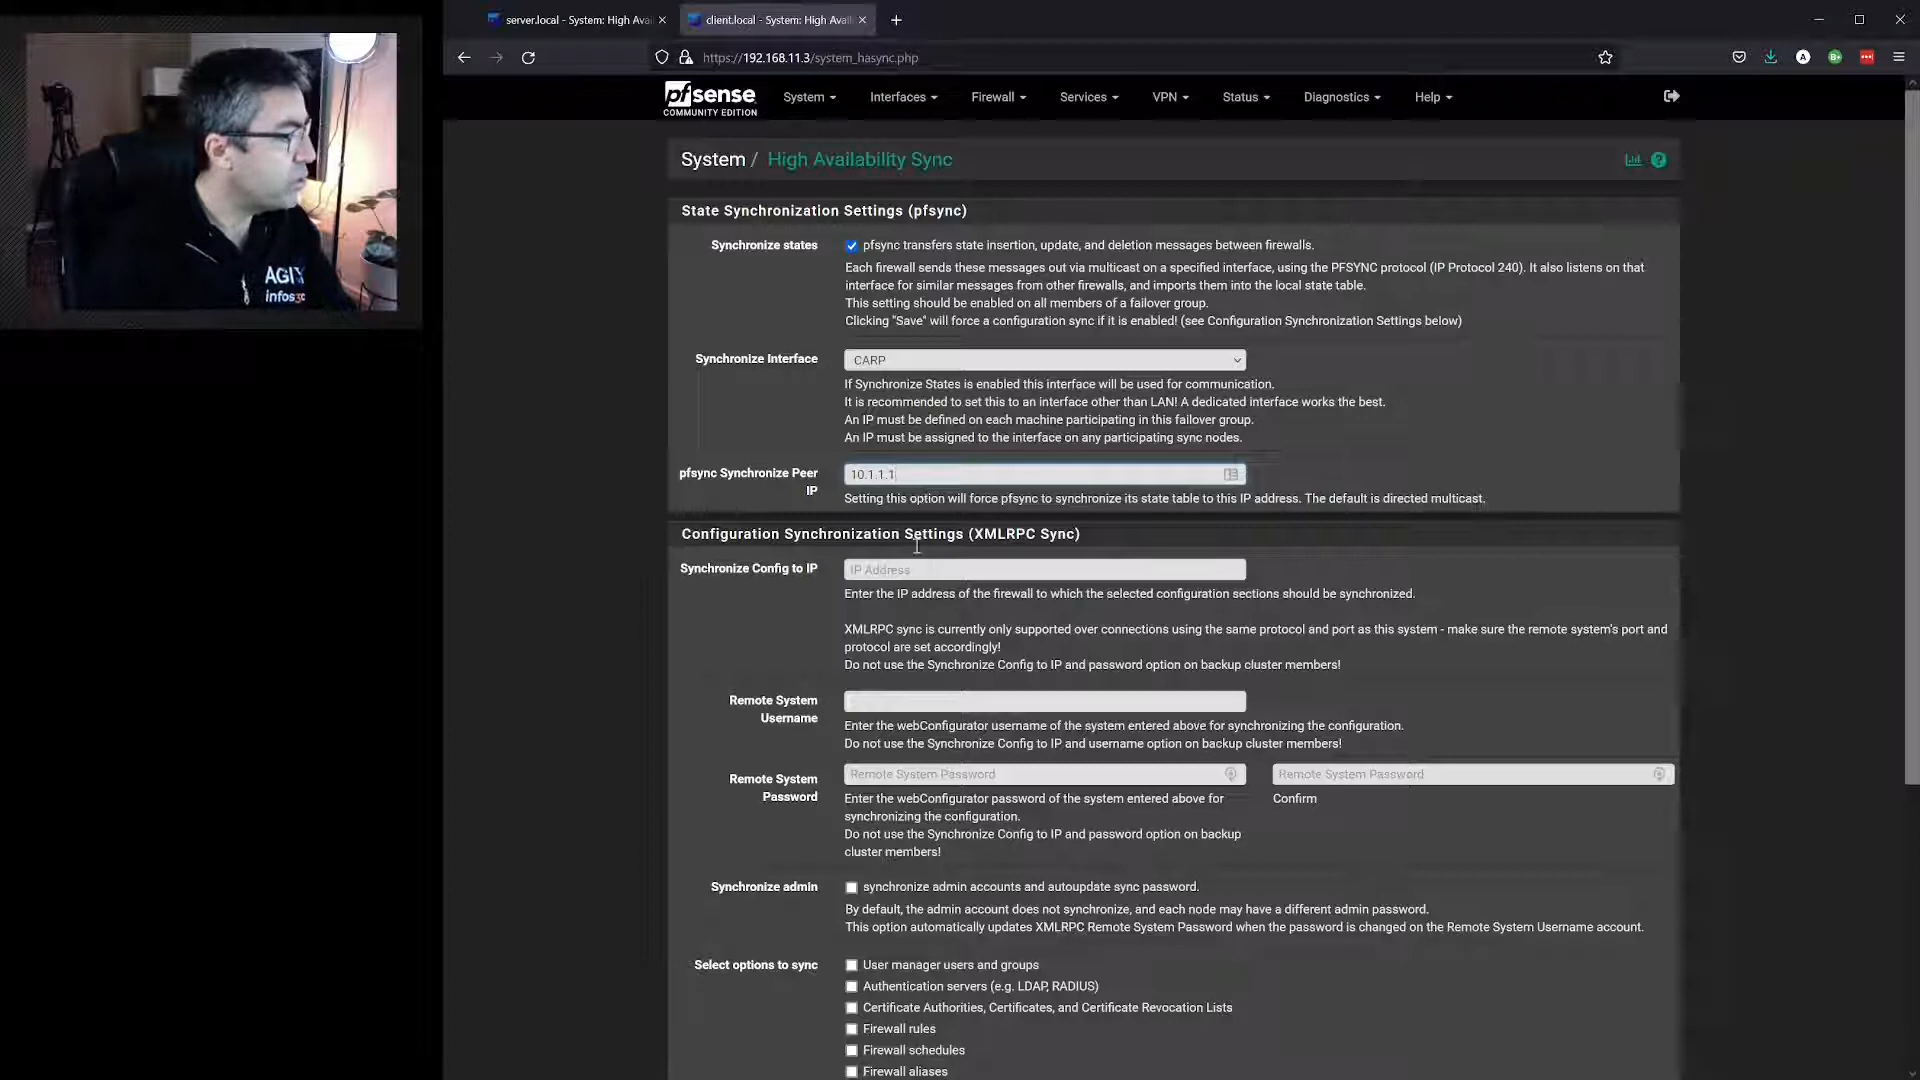 server.local - System: High Avai
client.local - System: High Avail
https://192.168.11.3/system_hasync.php
pfsense
COMMUNITY EDITION
System
Interfaces
Firewall
Services
VPN
Status
Diagnostics
Help
System / High Availability Sync
State Synchronization Settings (pfsync)
Synchronize states
pfsync transfers state insertion, update, and deletion messages between firewalls.
Each firewall sends these messages out via multicast on a specified interface, using the PFSYNC protocol (IP Protocol 240). It also listens on that
interface for similar messages from other firewalls, and imports them into the local state table.
This setting should be enabled on all members of a failover group.
Clicking "Save" will force a configuration sync if it is enabled! (see Configuration Synchronization Settings below)
Synchronize Interface
CARP
If Synchronize States is enabled this interface will be used for communication.
It is recommended to set this to an interface other than LAN! A dedicated interface works the best.
An IP must be defined on each machine participating in this failover group.
An IP must be assigned to the interface on any participating sync nodes.
pfsync Synchronize Peer
IP
10.1.1.1
Setting this option will force pfsync to synchronize its state table to this IP address. The default is directed multicast.
Configuration Synchronization Settings (XMLRPC Sync)
Synchronize Config to IP
IP Address
Enter the IP address of the firewall to which the selected configuration sections should be synchronized.
XMLRPC sync is currently only supported over connections using the same protocol and port as this system - make sure the remote system's port and
protocol are set accordingly!
Do not use the Synchronize Config to IP and password option on backup cluster members!
Remote System
Username
Enter the webConfigurator username of the system entered above for synchronizing the configuration.
Do not use the Synchronize Config to IP and username option on backup cluster members!
Remote System
Password
Remote System Password
Remote System Password
Enter the webConfigurator password of the system entered above for
synchronizing the configuration.
Do not use the Synchronize Config to IP and password option on backup
cluster members!
Confirm
Synchronize admin
synchronize admin accounts and autoupdate sync password.
By default, the admin account does not synchronize, and each node may have a different admin password.
This option automatically updates XMLRPC Remote System Password when the password is changed on the Remote System Username account.
Select options to sync
User manager users and groups
Authentication servers (e.g. LDAP, RADIUS)
Certificate Authorities, Certificates, and Certificate Revocation Lists
Firewall rules
Firewall schedules
Firewall aliases
AGIX